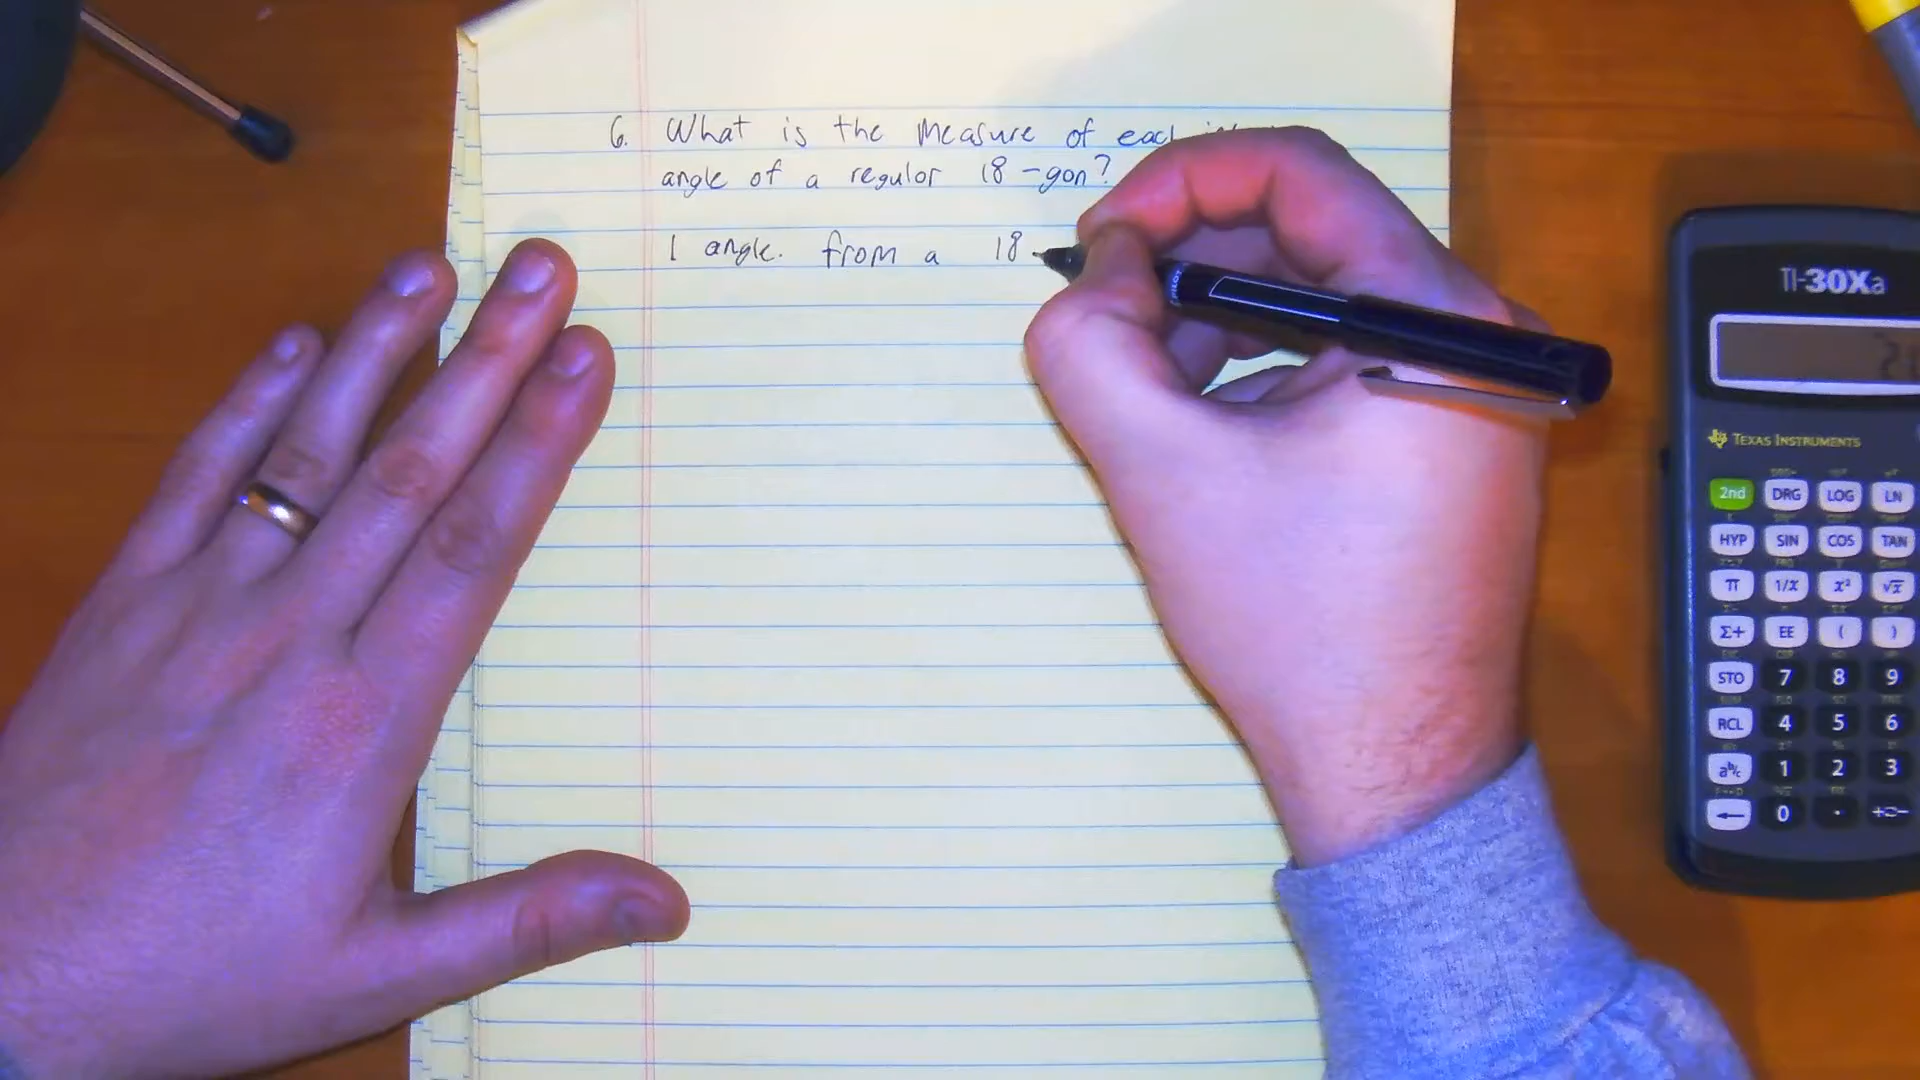 6. What is the measure of each
angle of a regular 18-gon?
1 angle. from a 18
TI-30Xa
TEXAS INSTRUMENTS
2nd DRG LOG LN
HYP SIN COS TAN
π 1/x x² √x
Σ+ EE ( )
STO 7 8 9
RCL 4 5 6
a b/c 1 2 3
← 0 .
PILOT